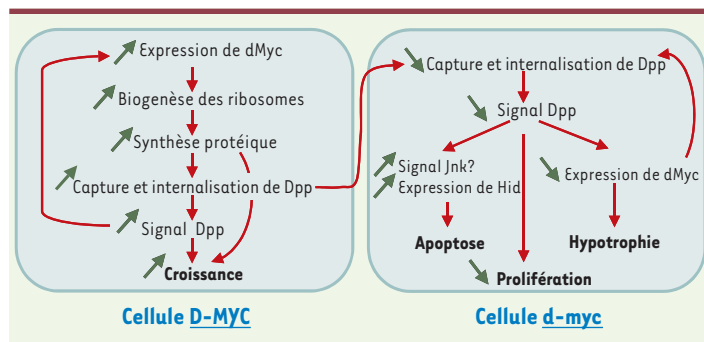 Expression de dMyc
Biogenèse des ribosomes
Synthèse protéique
Capture et internalisation de Dpp
Signal Dpp
Croissance
Cellule D-MYC
Capture et internalisation de Dpp
Signal Dpp
Signal Jnk?
Expression de Hid
Expression de dMyc
Apoptose
Hypotrophie
Prolifération
Cellule d-myc